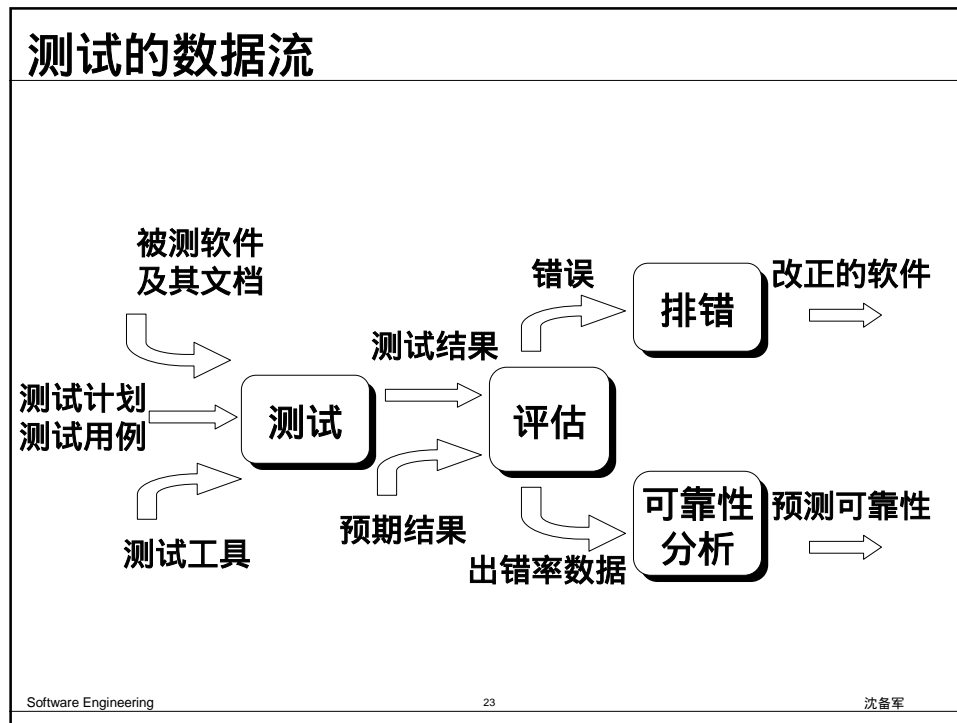 测试的数据流
被测软件
及其文档
测试计划
测试用例
测试工具
测试
测试结果
预期结果
评估
错误
出错率数据
排错
改正的软件
可靠性
分析
预测可靠性
Software Engineering
23
沈备军